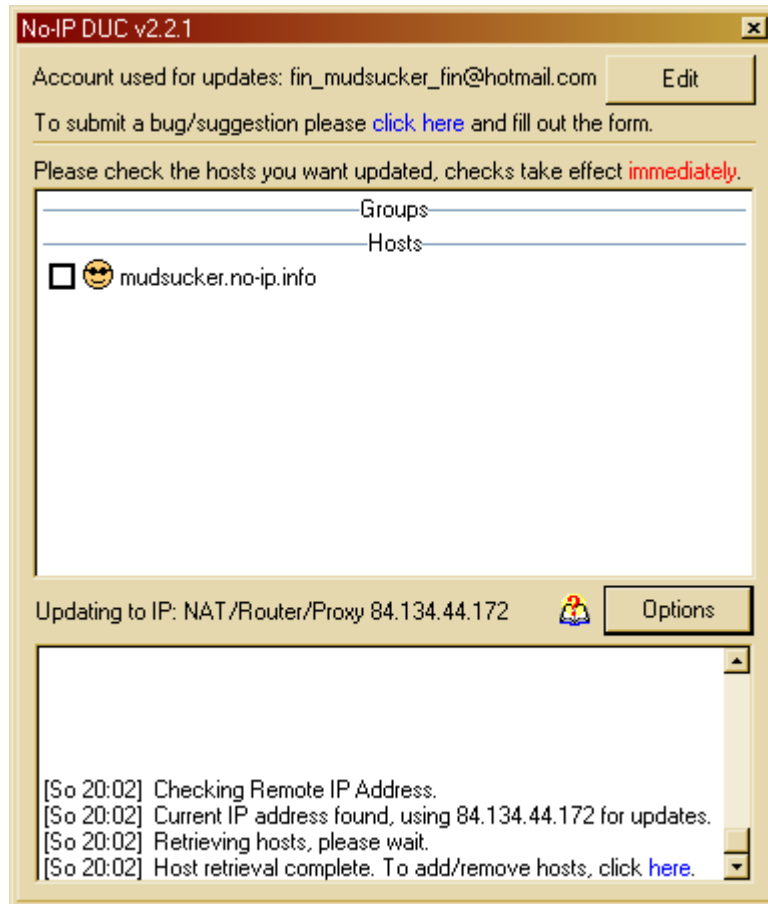 No-IP DUC v2.2.1
Account used for updates: fin_mudsucker_fin@hotmail.com Edit
To submit a bug/suggestion please click here and fill out the form.
Please check the hosts you want updated, checks take effect immediately.
Groups
Hosts
mudsucker.no-ip.info
Updating to IP: NAT/Router/Proxy 84.134.44.172 Options
[So 20:02] Checking Remote IP Address.
[So 20:02] Current IP address found, using 84.134.44.172 for updates.
[So 20:02] Retrieving hosts, please wait.
[So 20:02] Host retrieval complete. To add/remove hosts, click here.